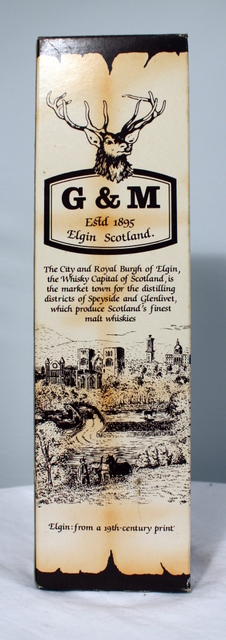 G & M
Estd 1895
Elgin Scotland.
The City and Royal Burgh of Elgin,
the Whisky Capital of Scotland, is
the market town for the distilling
districts of Speyside and Glenlivet,
which produce Scotland's finest
malt whiskies
Elgin: from a 19th-century print